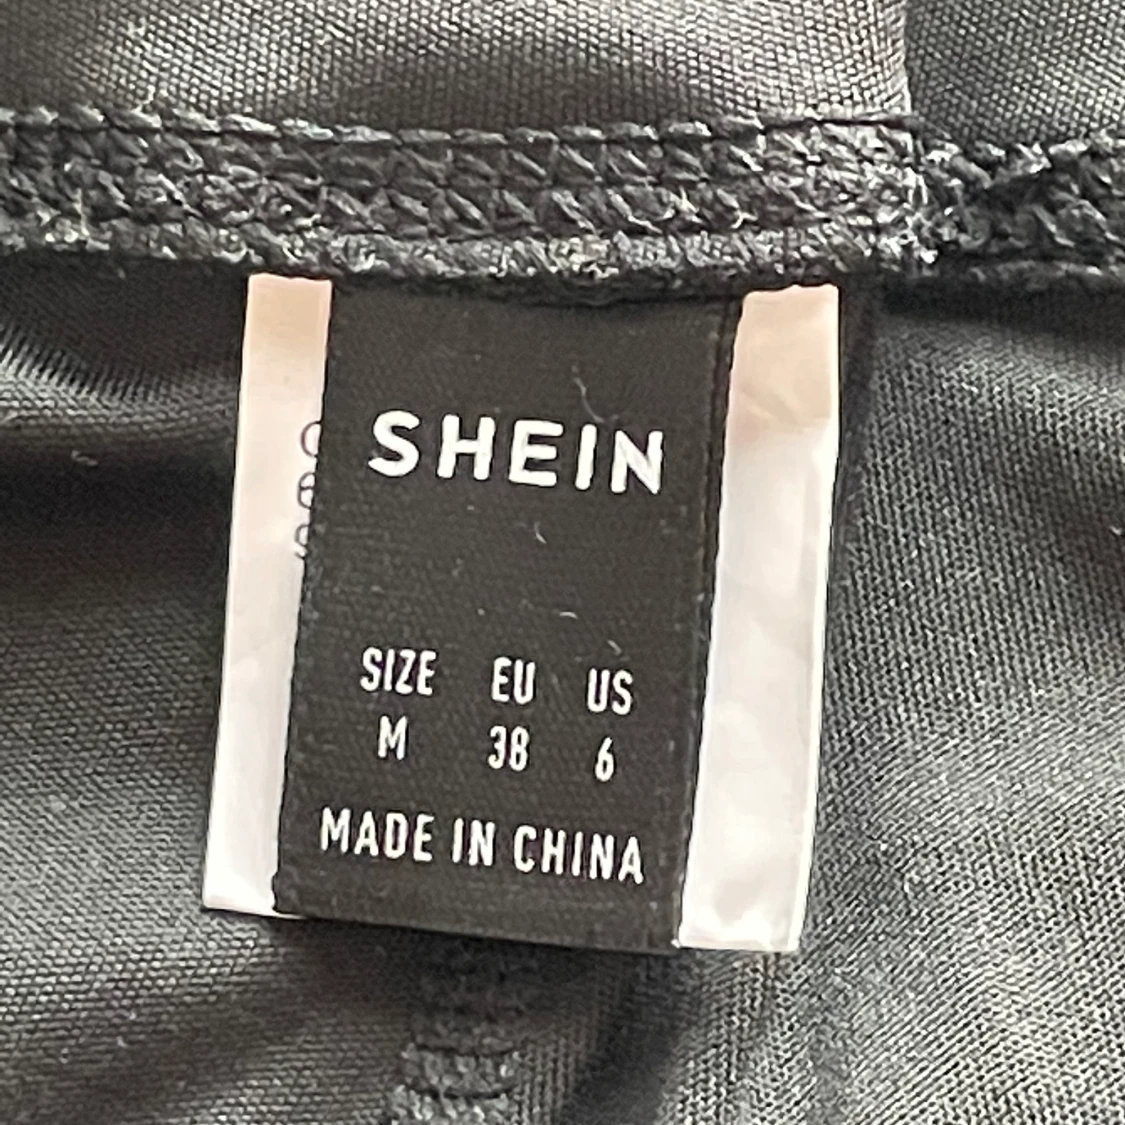 SHEIN
SIZE EU US
M 38 6
MADE IN CHINA